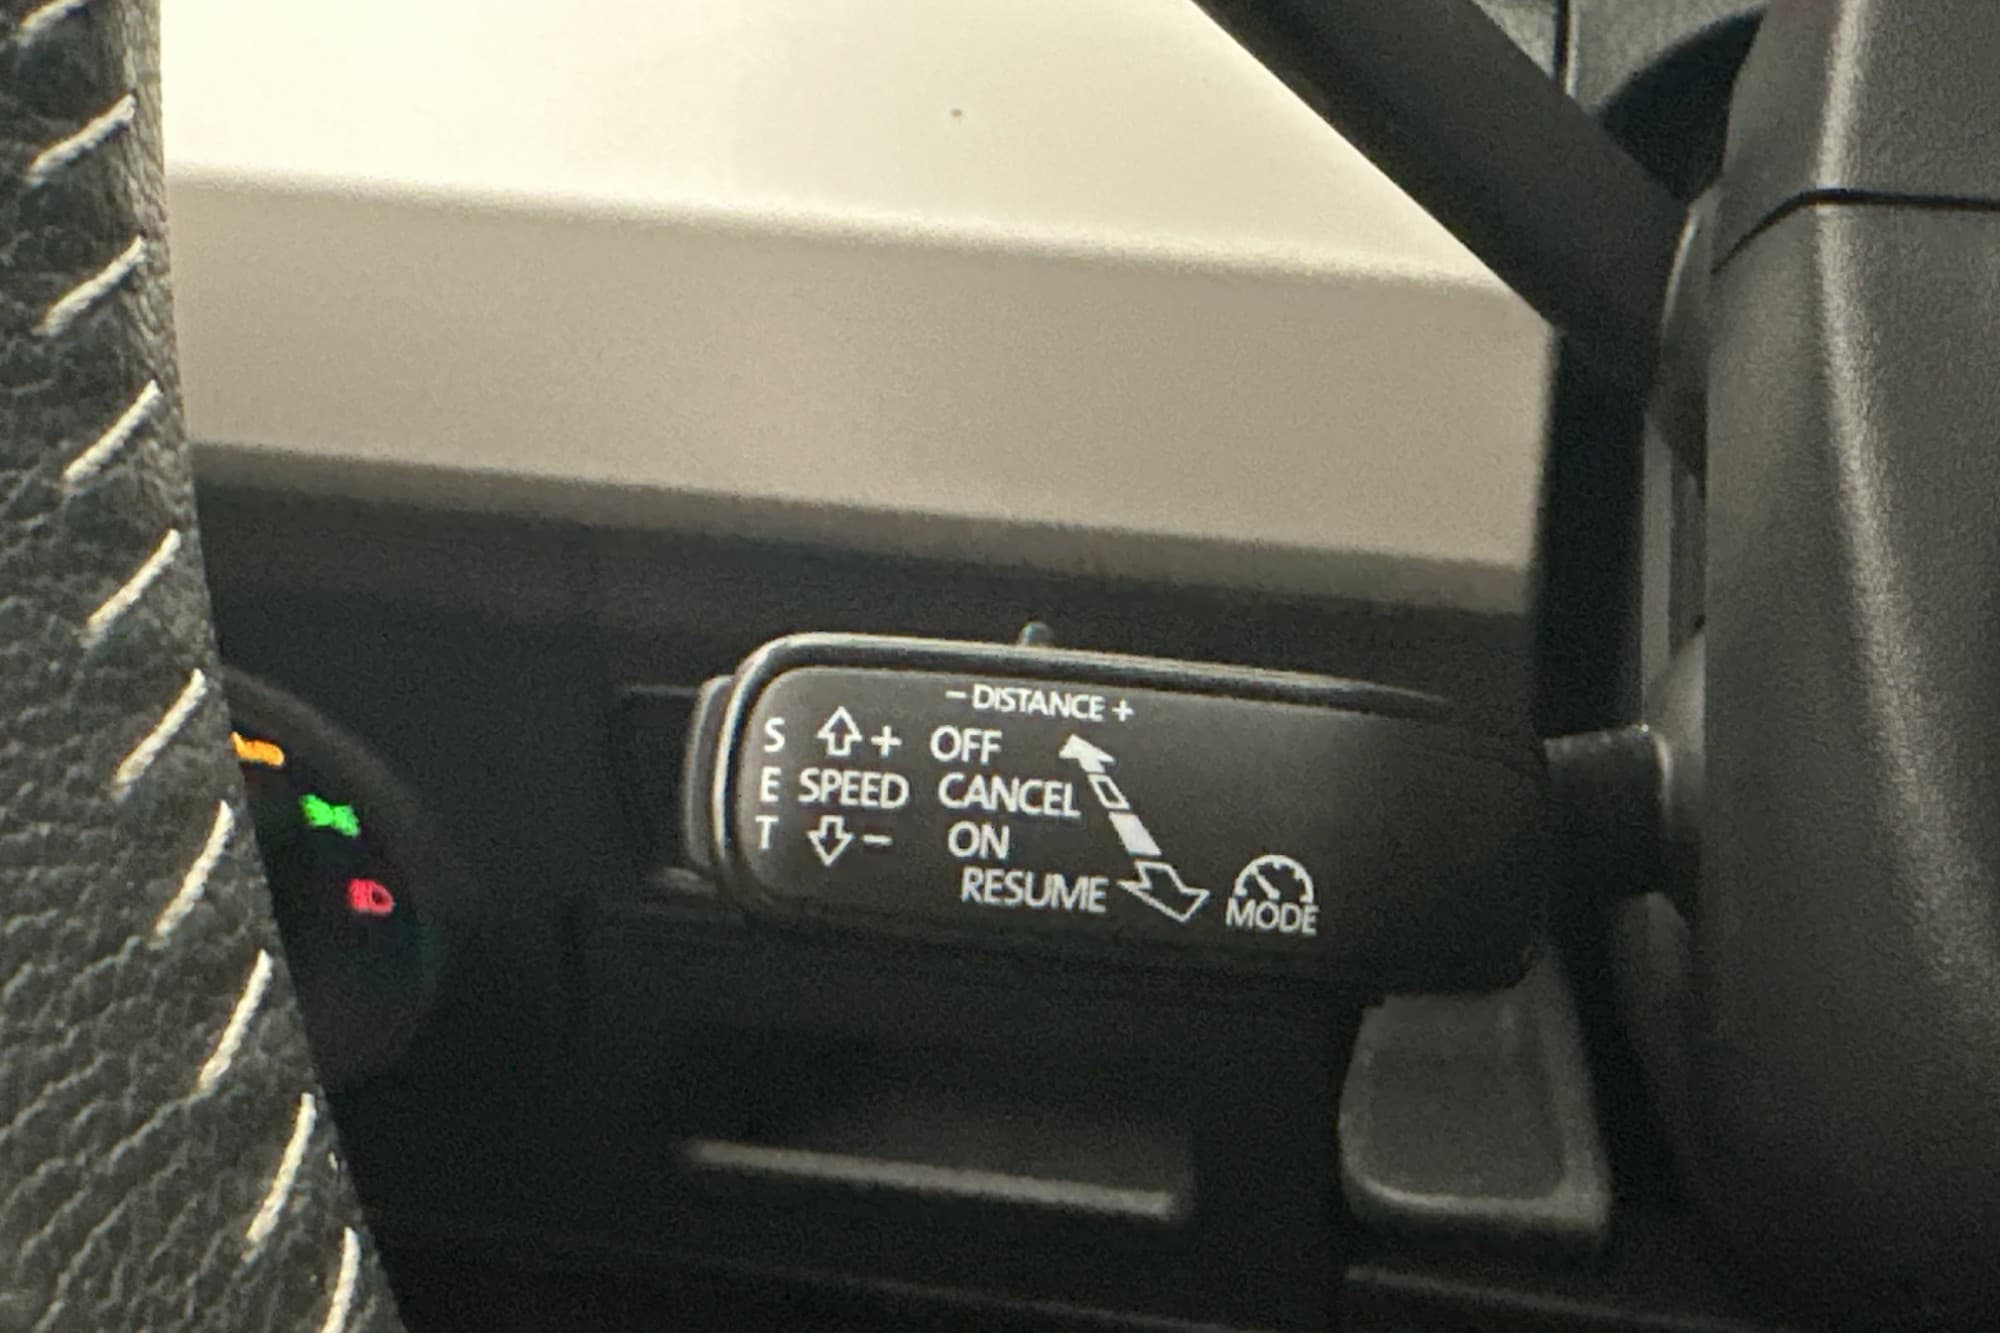 - DISTANCE +
S + OFF
E SPEED CANCEL
T - ON
RESUME
MODE